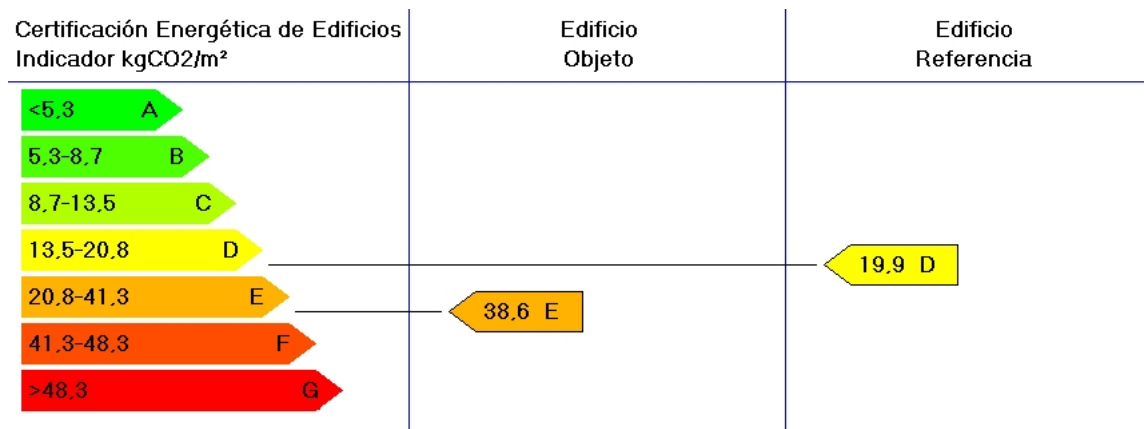 Certificación Energética de Edificios
Indicador kgCO2/m²
Edificio
Objeto
Edificio
Referencia
<5,3 A
5,3-8,7 B
8,7-13,5 C
13,5-20,8 D
19,9 D
20,8-41,3 E
38,6 E
41,3-48,3 F
>48,3 G